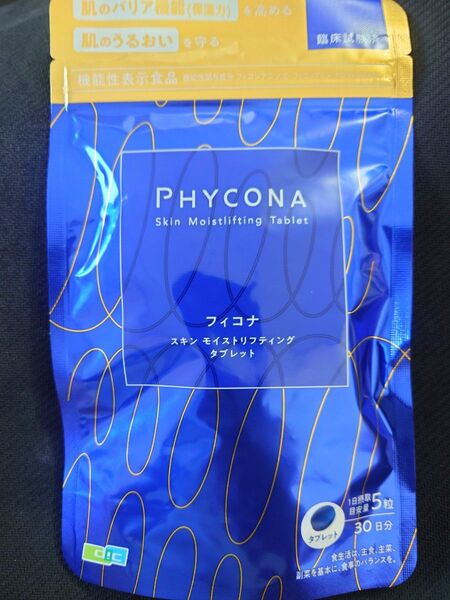 肌のバリア機能(保湿力)を高める
肌のうるおいを守る
臨床試験済
機能性表示食品
PHYCONA
Skin Moistlifting Tablet
フィコナ
スキン モイストリフティング
タブレット
1日摂取
目安量5粒
30日分
タブレット
DIC
食生活は、主食、主菜、
副菜を基本に、食事のバランスを。